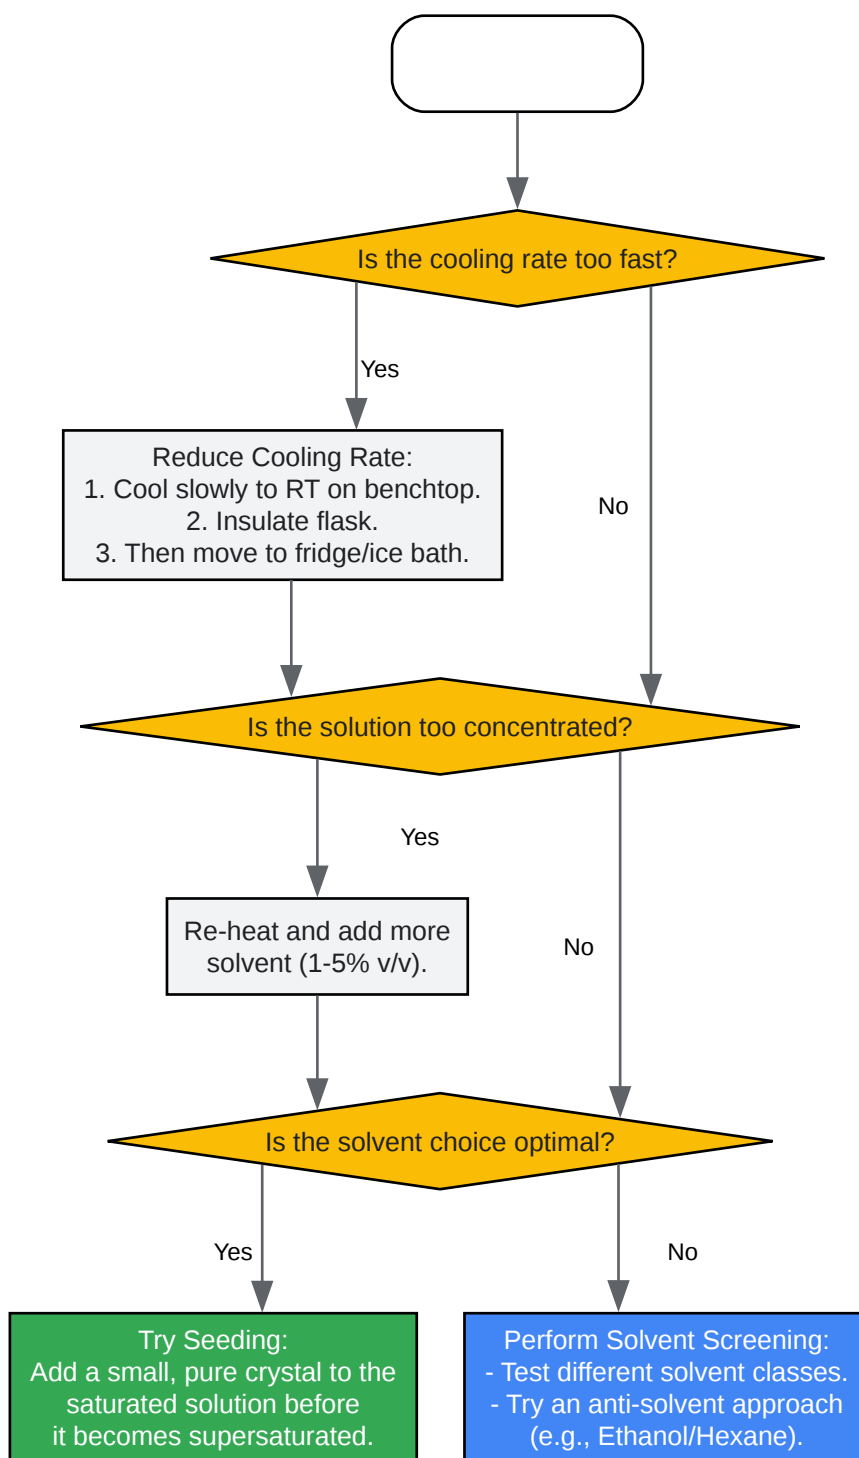 Is the cooling rate too fast?
Yes
Reduce Cooling Rate:
1. Cool slowly to RT on benchtop.
2. Insulate flask.
3. Then move to fridge/ice bath.
No
Is the solution too concentrated?
Yes
Re-heat and add more
solvent (1-5% v/v).
No
Is the solvent choice optimal?
Yes
No
Try Seeding:
Add a small, pure crystal to the
saturated solution before
it becomes supersaturated.
Perform Solvent Screening:
- Test different solvent classes.
- Try an anti-solvent approach
(e.g., Ethanol/Hexane).